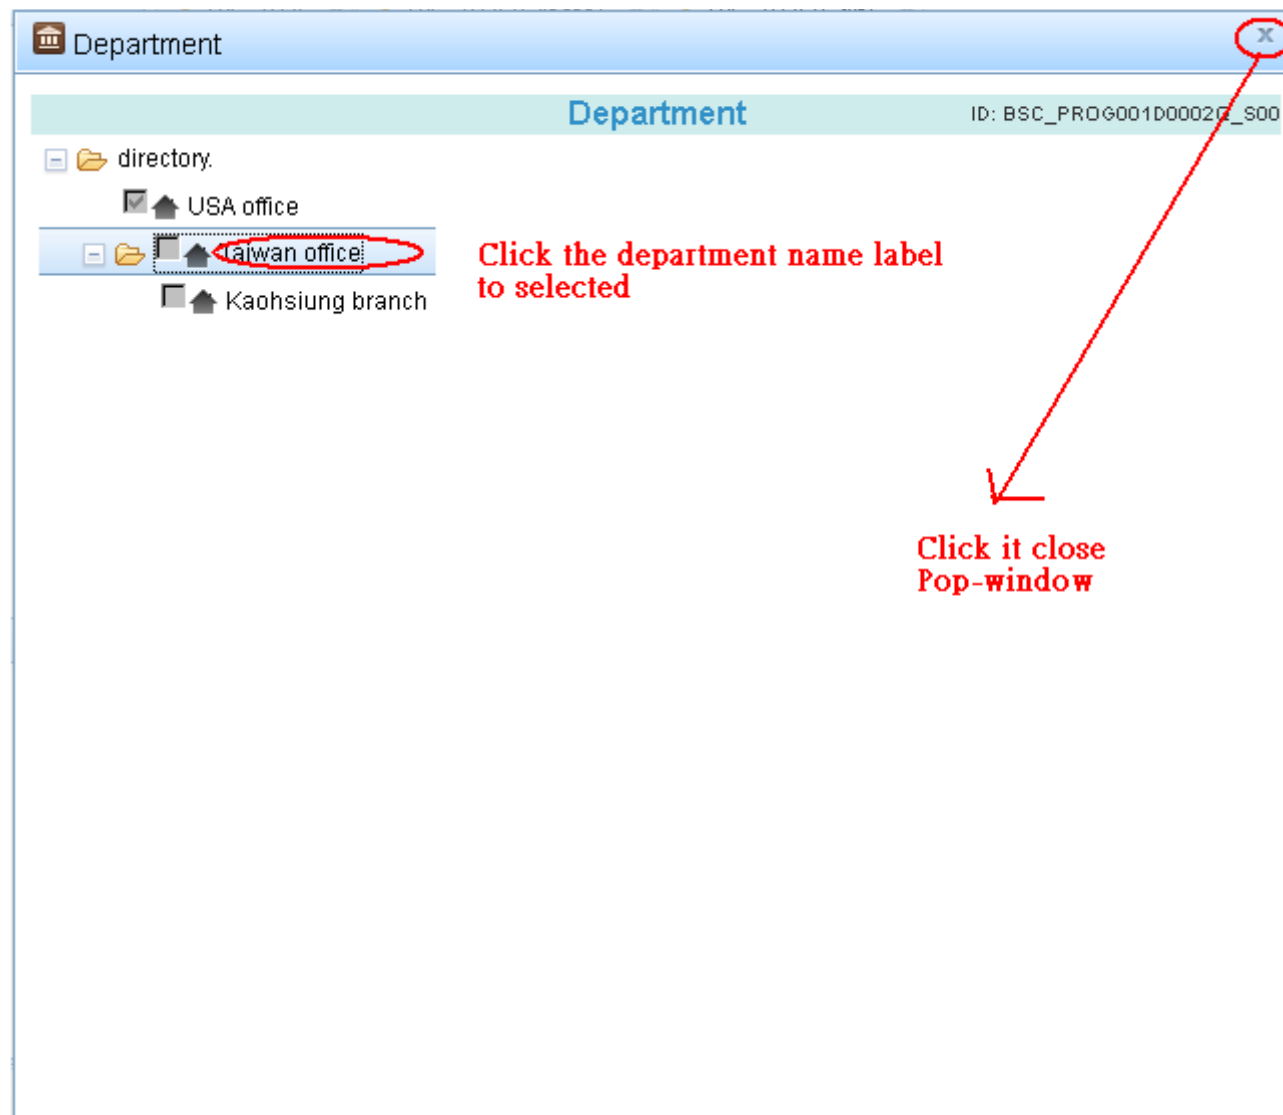 Department
x
Department
ID: BSC_PROG001D0002Q_S00
directory.
USA office
Taiwan office
Kaohsiung branch
Click the department name label
to selected
Click it close
Pop-window